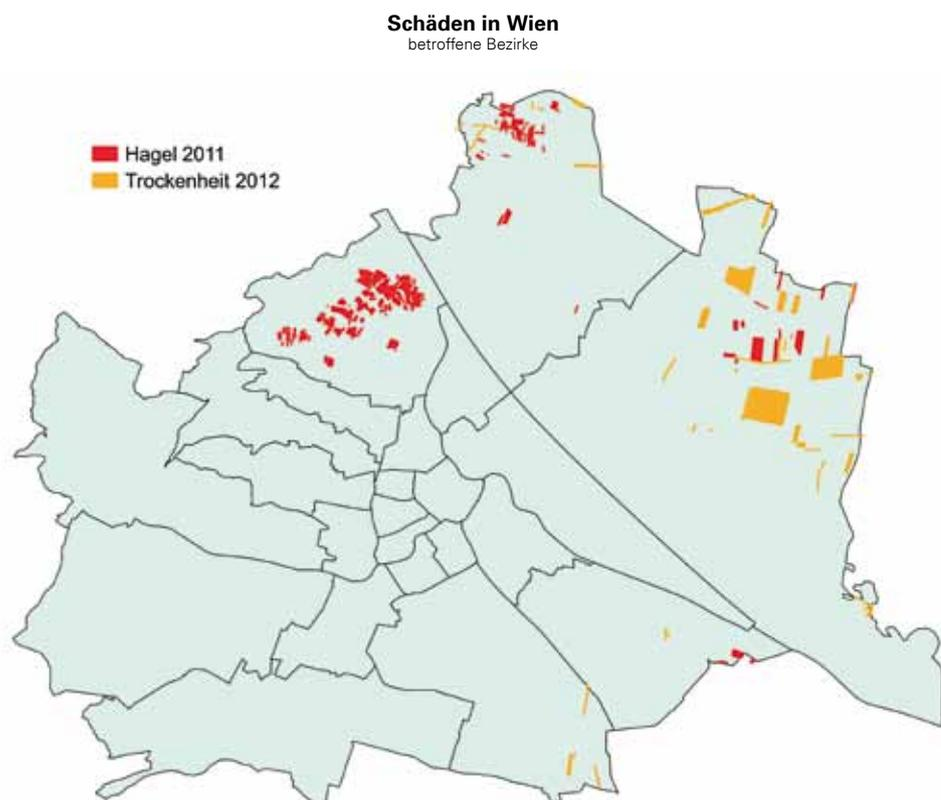 Schäden in Wien
betroffene Bezirke
Hagel 2011
Trockenheit 2012